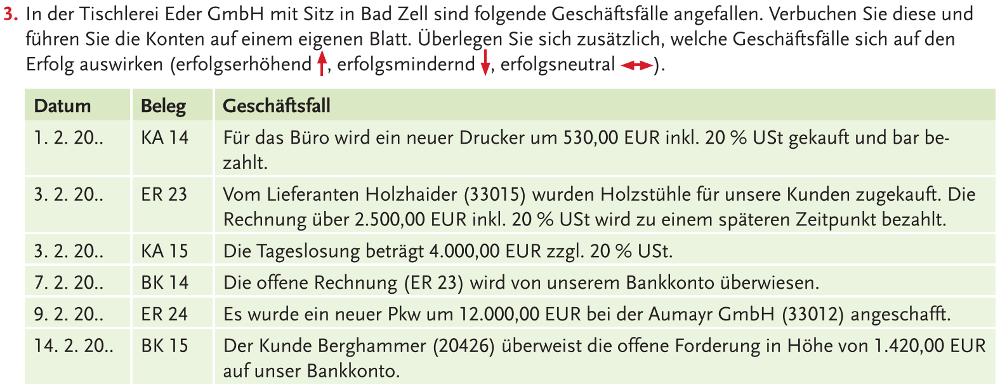 3. In der Tischlerei Eder GmbH mit Sitz in Bad Zell sind folgende Geschäftsfälle angefallen. Verbuchen Sie diese und
führen Sie die Konten auf einem eigenen Blatt. Überlegen Sie sich zusätzlich, welche Geschäftsfälle sich auf den
Erfolg auswirken (erfolgserhöhend ↑, erfolgsmindernd ↓, erfolgsneutral ↔).
Datum Beleg Geschäftsfall
1. 2. 20.. KA 14 Für das Büro wird ein neuer Drucker um 530,00 EUR inkl. 20 % USt gekauft und bar be-
zahlt.
3. 2. 20.. ER 23 Vom Lieferanten Holzhaider (33015) wurden Holzstühle für unsere Kunden zugekauft. Die
Rechnung über 2.500,00 EUR inkl. 20 % USt wird zu einem späteren Zeitpunkt bezahlt.
3. 2. 20.. KA 15 Die Tageslosung beträgt 4.000,00 EUR zzgl. 20 % USt.
7. 2. 20.. BK 14 Die offene Rechnung (ER 23) wird von unserem Bankkonto überwiesen.
9. 2. 20.. ER 24 Es wurde ein neuer Pkw um 12.000,00 EUR bei der Aumayr GmbH (33012) angeschafft.
14. 2. 20.. BK 15 Der Kunde Berghammer (20426) überweist die offene Forderung in Höhe von 1.420,00 EUR
auf unser Bankkonto.